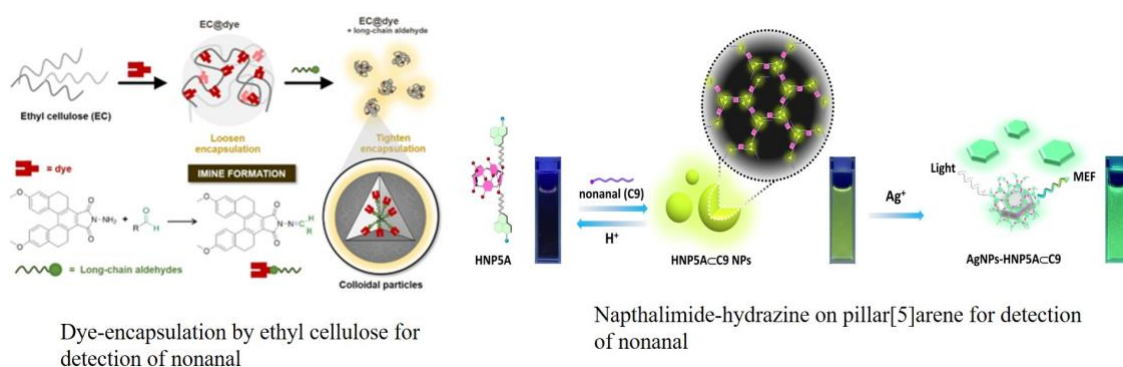 EC@dye
EC@dye
+ long-chain aldehyde
Ethyl cellulose (EC)
Loosen
encapsulation
Tighten
encapsulation
= dye
IMINE FORMATION
O
O
N-NH₂
O
O
+
R
O
H
O
O
N-N
O
O
H
R
= Long-chain aldehydes
Colloidal particles
HNP5A
nonanal (C9)
H⁺
HNP5A⊂C9 NPs
Ag⁺
Light
MEF
AgNPs-HNP5A⊂C9
Dye-encapsulation by ethyl cellulose for
detection of nonanal
Napthalimide-hydrazine on pillar[5]arene for detection
of nonanal